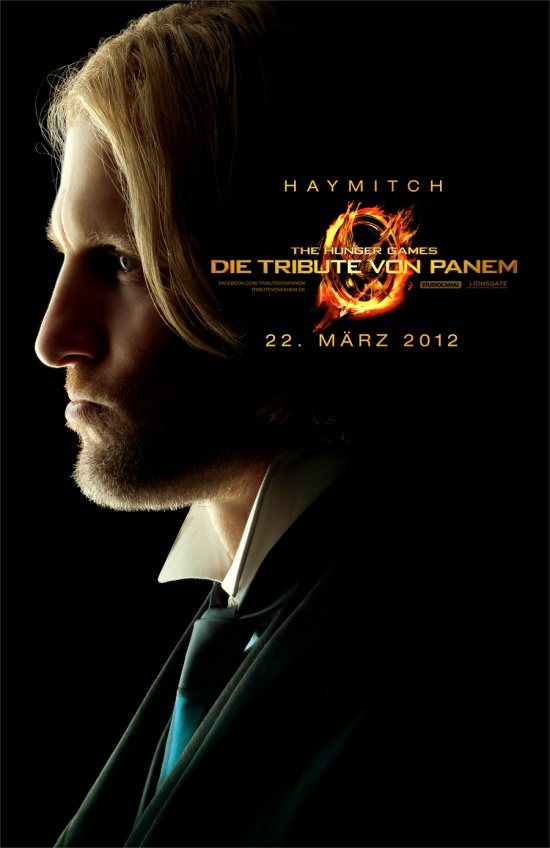 HAYMITCH
THE HUNGER GAMES
DIE TRIBUTE VON PANEM
FACEBOOK.COM/TRIBUTEVONPANEM
TRIBUTEVONPANEM.DE
STUDIOCANAL
LIONSGATE
22. MÄRZ 2012